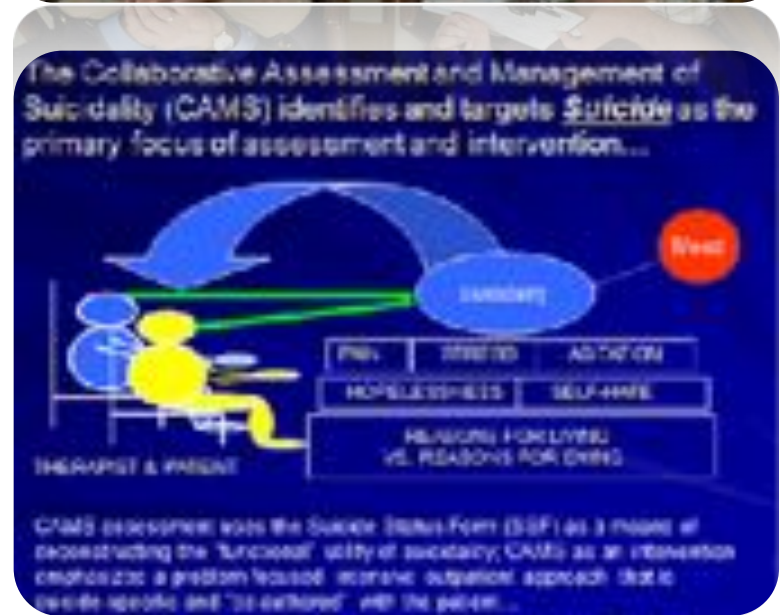 The Collaborative Assessment and Management of
Suicidality (CAMS) identifies and targets Suicide as the
primary focus of assessment and intervention...
Mood
SUICIDALITY
PAIN STRESS AGITATION
HOPELESSNESS SELF-HATE
REASONS FOR LIVING
VS. REASONS FOR DYING
THERAPIST & PATIENT
CAMS assessment uses the Suicide Status Form (SSF) as a means of
deconstructing the "functional" utility of suicidality; CAMS as an intervention
emphasizes a problem-focused intensive outpatient approach that is
suicide-specific and "co-authored" with the patient...